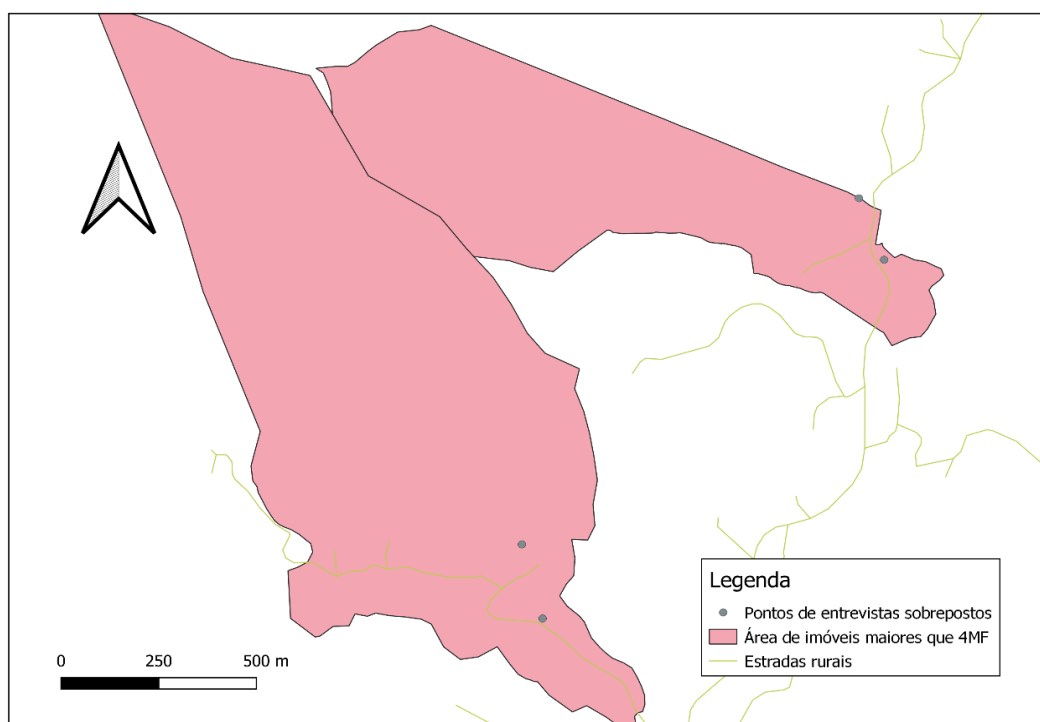 Legenda
Pontos de entrevistas sobrepostos
Área de imóveis maiores que 4MF
Estradas rurais
0 250 500 m